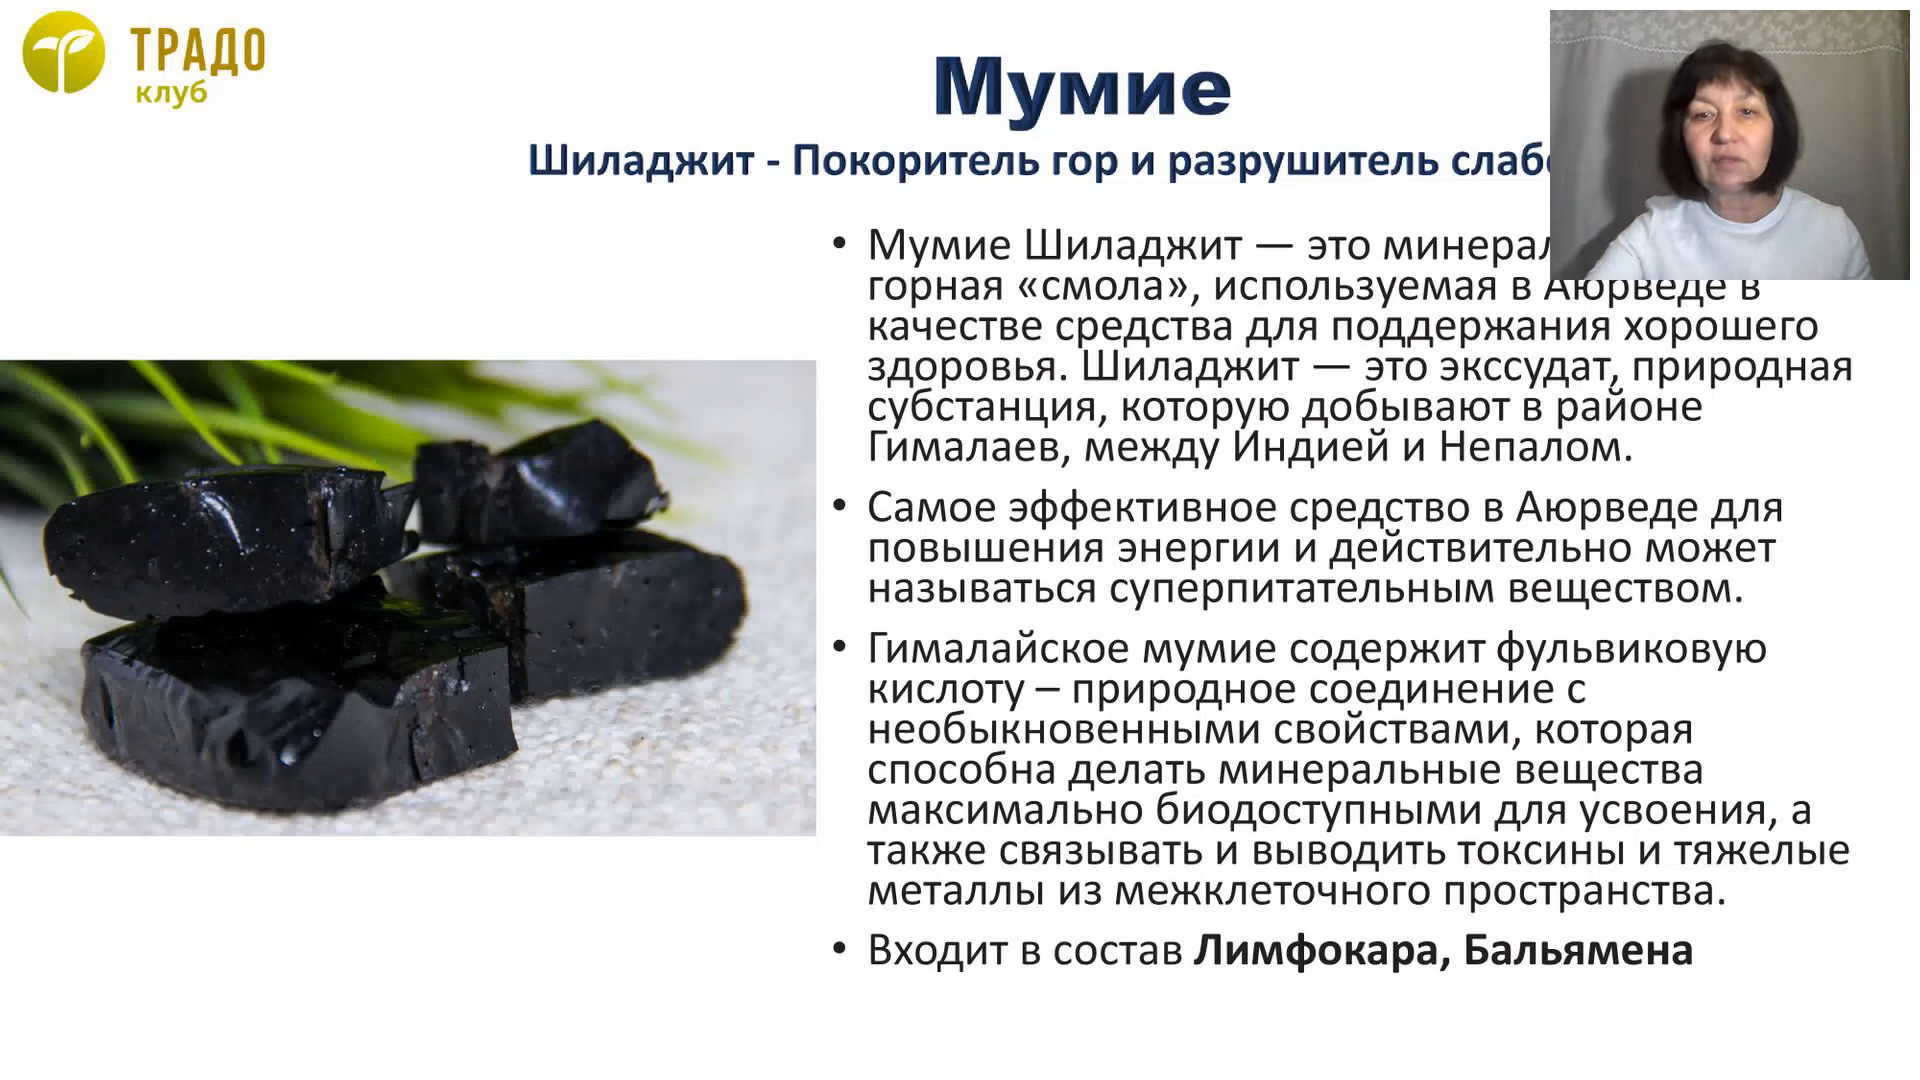 ТРАДО
клуб
Мумие
Шиладжит - Покоритель гор и разрушитель
• Мумие Шиладжит — это
горная «смола», используемая в Аюрведе в
качестве средства для поддержания хорошего
здоровья. Шиладжит — это экссудат, природная
субстанция, которую добывают в районе
Гималаев, между Индией и Непалом.
• Самое эффективное средство в Аюрведе для
повышения энергии и действительно может
называться суперпитательным веществом.
• Гималайское мумие содержит фульвиковую
кислоту – природное соединение с
необыкновенными свойствами, которая
способна делать минеральные вещества
максимально биодоступными для усвоения, а
также связывать и выводить токсины и тяжелые
металлы из межклеточного пространства.
• Входит в состав Лимфокара, Бальямена